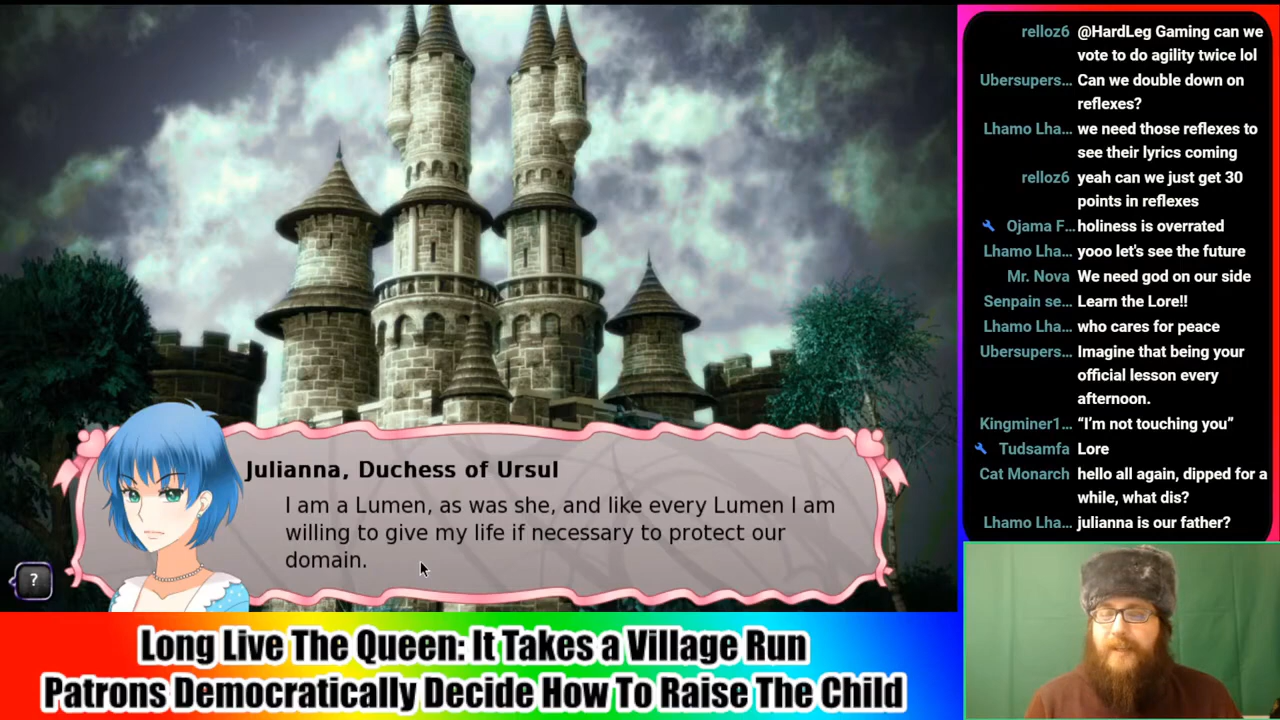 relloz6 @HardLeg Gaming can we
vote to do agility twice lol
Ubersupers... Can we double down on
reflexes?
Lhamo Lha... we need those reflexes to
see their lyrics coming
relloz6 yeah can we just get 30
points in reflexes
Ojama F... holiness is overrated
Lhamo Lha... yooo let's see the future
Mr. Nova We need god on our side
Senpain se... Learn the Lore!!
Lhamo Lha... who cares for peace
Ubersupers... Imagine that being your
official lesson every
afternoon.
Kingminer1... “I’m not touching you”
Tudsamfa Lore
Cat Monarch hello all again, dipped for a
while, what dis?
Lhamo Lha... julianna is our father?
Julianna, Duchess of Ursul
I am a Lumen, as was she, and like every Lumen I am
willing to give my life if necessary to protect our
domain.
?
Long Live The Queen: It Takes a Village Run
Patrons Democratically Decide How To Raise The Child